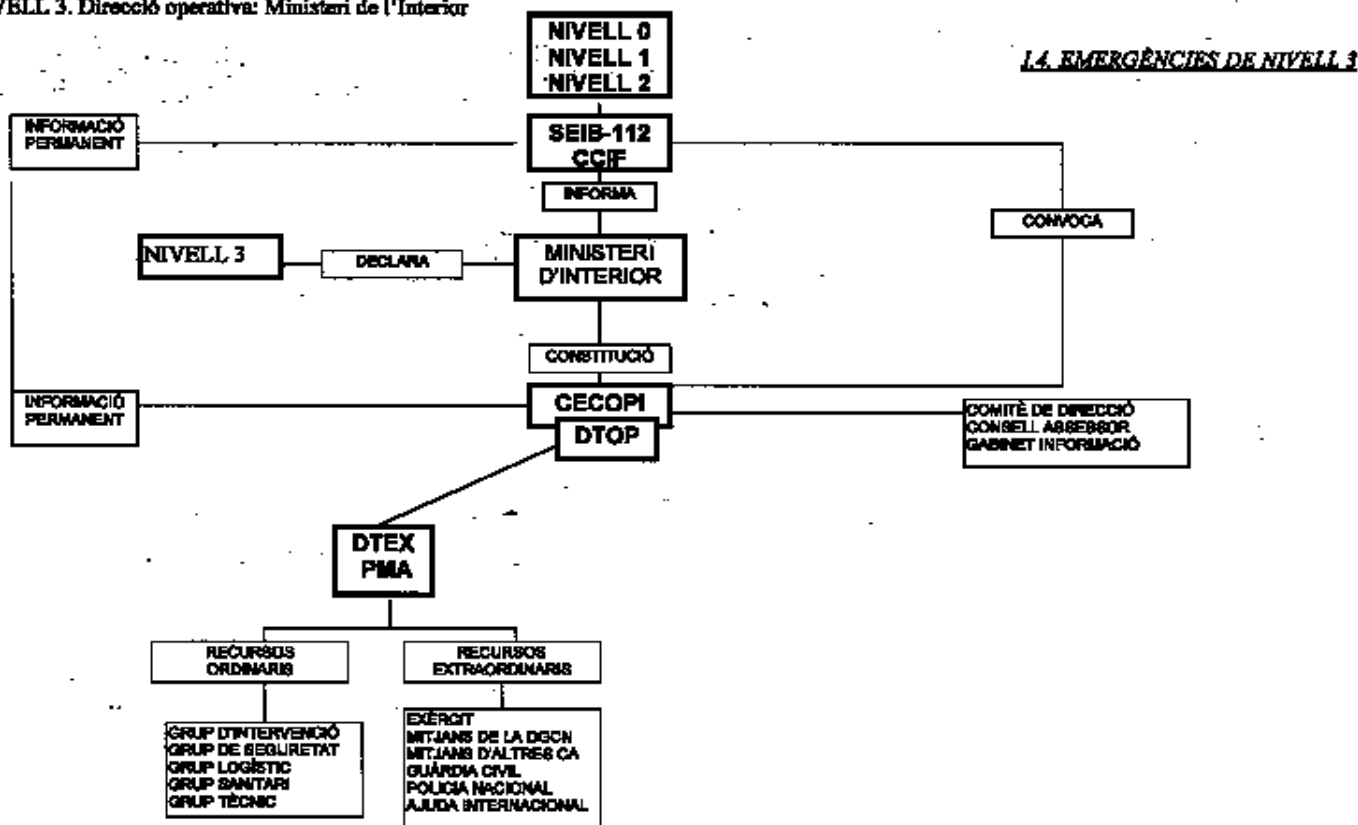 VELL 3. Direcció operativa: Ministeri de l'Interior
1.4. EMERGÈNCIES DE NIVELL 3
NIVELL 0
NIVELL 1
NIVELL 2
INFORMACIÓ
PERMANENT
SEIB-112
CCIF
INFORMA
CONVOCA
NIVELL 3
DECLARA
MINISTERI
D'INTERIOR
CONSTITUCIÓ
INFORMACIÓ
PERMANENT
CECOPI
DTOP
COMITÈ DE DIRECCIÓ
CONSELL ASSESSOR
GABINET INFORMACIÓ
DTEX
PMA
RECURSOS
ORDINARIS
RECURSOS
EXTRAORDINARIS
GRUP D'INTERVENCIÓ
GRUP DE SEGURETAT
GRUP LOGÍSTIC
GRUP SANITARI
GRUP TÈCNIC
EXÈRCIT
MITJANS DE LA DGCN
MITJANS D'ALTRES CA
GUÀRDIA CIVIL
POLICIA NACIONAL
AJUDA INTERNACIONAL